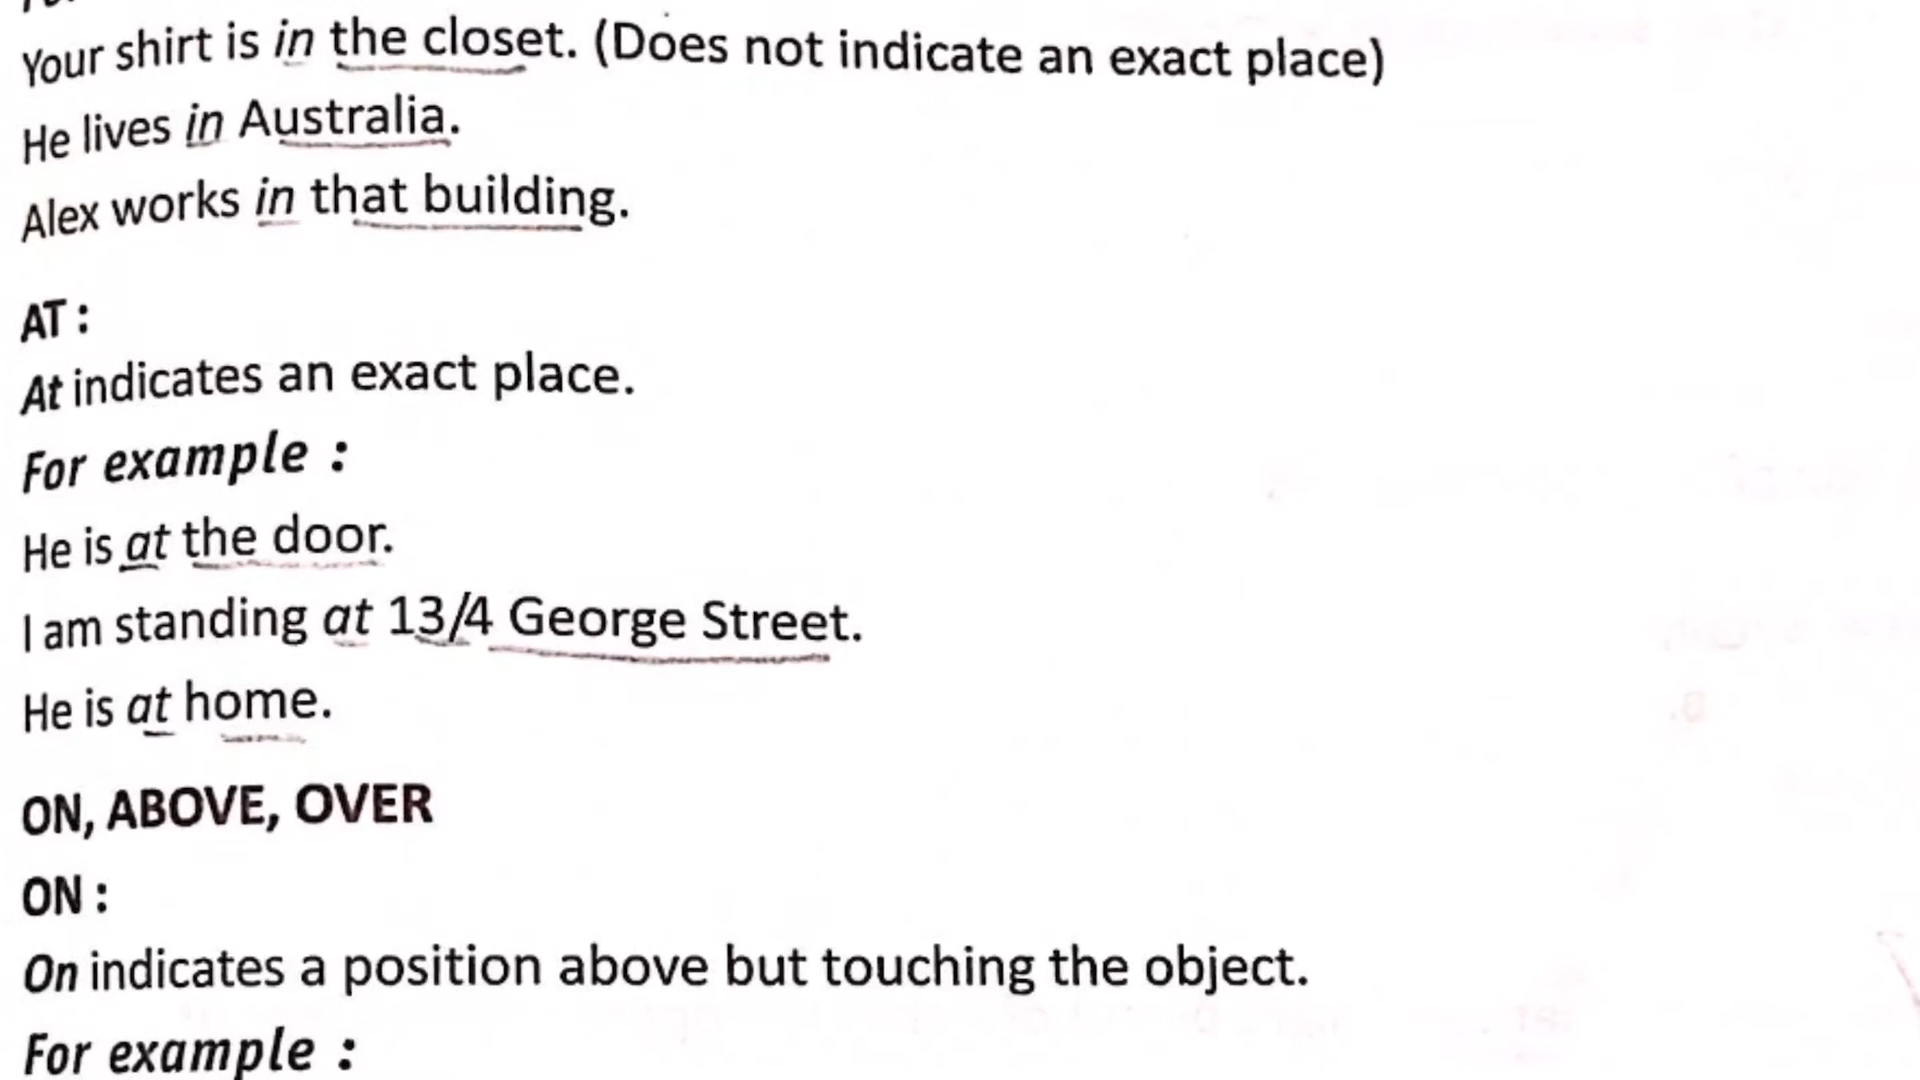 Your shirt is in the closet. (Does not indicate an exact place)
He lives in Australia.
Alex works in that building.
AT :
At indicates an exact place.
For example :
He is at the door.
I am standing at 13/4 George Street.
He is at home.
ON, ABOVE, OVER
ON :
On indicates a position above but touching the object.
For example :